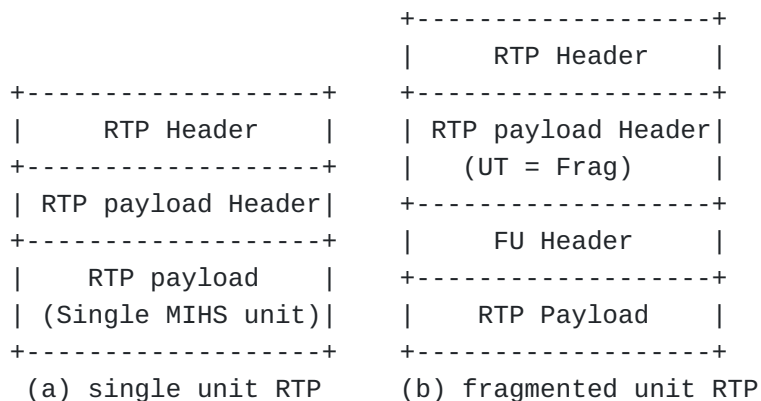 +-------------------+
                         |     RTP Header    |
+-------------------+    +-------------------+
|     RTP Header    |    | RTP payload Header|
+-------------------+    |   (UT = Frag)     |
| RTP payload Header|    +-------------------+
+-------------------+    |     FU Header     |
|    RTP payload    |    +-------------------+
| (Single MIHS unit)|    |    RTP Payload    |
+-------------------+    +-------------------+
 (a) single unit RTP     (b) fragmented unit RTP